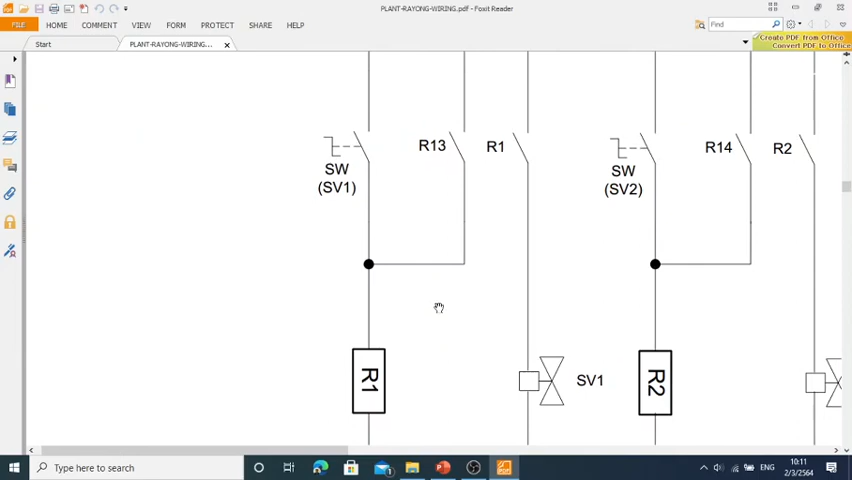 PLANT-RAYONG-WIRING.pdf - Foxit Reader
FILE HOME COMMENT VIEW FORM PROTECT SHARE HELP Find
Start PLANT-RAYONG-WIRING... Create PDF from Office
Convert PDF to Office
R13 R1 R14 R2
SW SW
(SV1) (SV2)
R1 SV1 R2
Type here to search ENG 10:11
2/3/2564